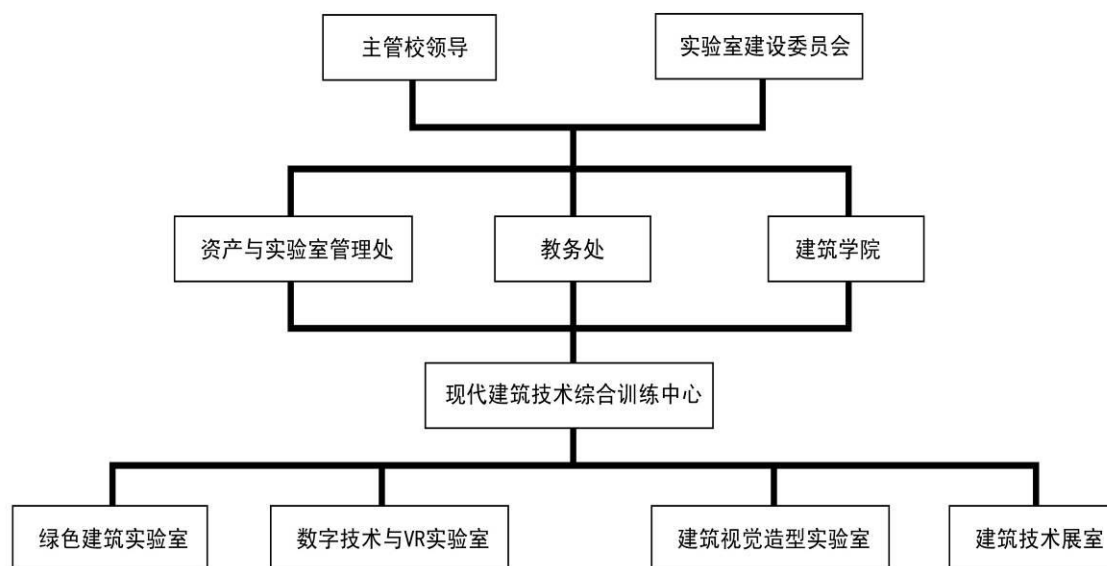 主管校领导
实验室建设委员会
资产与实验室管理处
教务处
建筑学院
现代建筑技术综合训练中心
绿色建筑实验室
数字技术与VR实验室
建筑视觉造型实验室
建筑技术展室